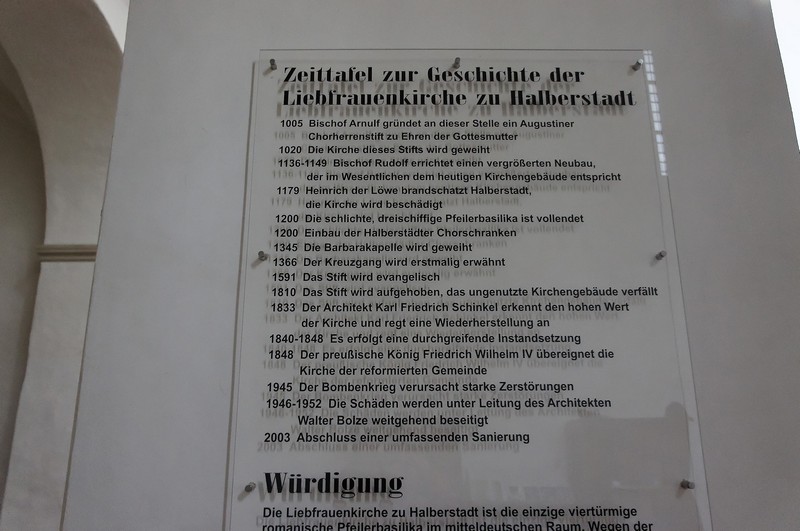 Zeittafel zur Geschichte der
Liebfrauenkirche zu Halberstadt
1005 Bischof Arnulf gründet an dieser Stelle ein Augustiner
Chorherrenstift zu Ehren der Gottesmutter
1020 Die Kirche dieses Stifts wird geweiht
1136-1149 Bischof Rudolf errichtet einen vergrößerten Neubau,
der im Wesentlichen dem heutigen Kirchengebäude entspricht
1179 Heinrich der Löwe brandschatzt Halberstadt,
die Kirche wird beschädigt
1200 Die schlichte, dreischiffige Pfeilerbasilika ist vollendet
1200 Einbau der Halberstädter Chorschranken
1345 Die Barbarakapelle wird geweiht
1366 Der Kreuzgang wird erstmalig erwähnt
1591 Das Stift wird evangelisch
1810 Das Stift wird aufgehoben, das ungenutzte Kirchengebäude verfällt
1833 Der Architekt Karl Friedrich Schinkel erkennt den hohen Wert
der Kirche und regt eine Wiederherstellung an
1840-1848 Es erfolgt eine durchgreifende Instandsetzung
1848 Der preußische König Friedrich Wilhelm IV übereignet die
Kirche der reformierten Gemeinde
1945 Der Bombenkrieg verursacht starke Zerstörungen
1946-1952 Die Schäden werden unter Leitung des Architekten
Walter Bolze weitgehend beseitigt
2003 Abschluss einer umfassenden Sanierung
Würdigung
Die Liebfrauenkirche zu Halberstadt ist die einzige viertürmige
romanische Pfeilerbasilika im mitteldeutschen Raum. Wegen der